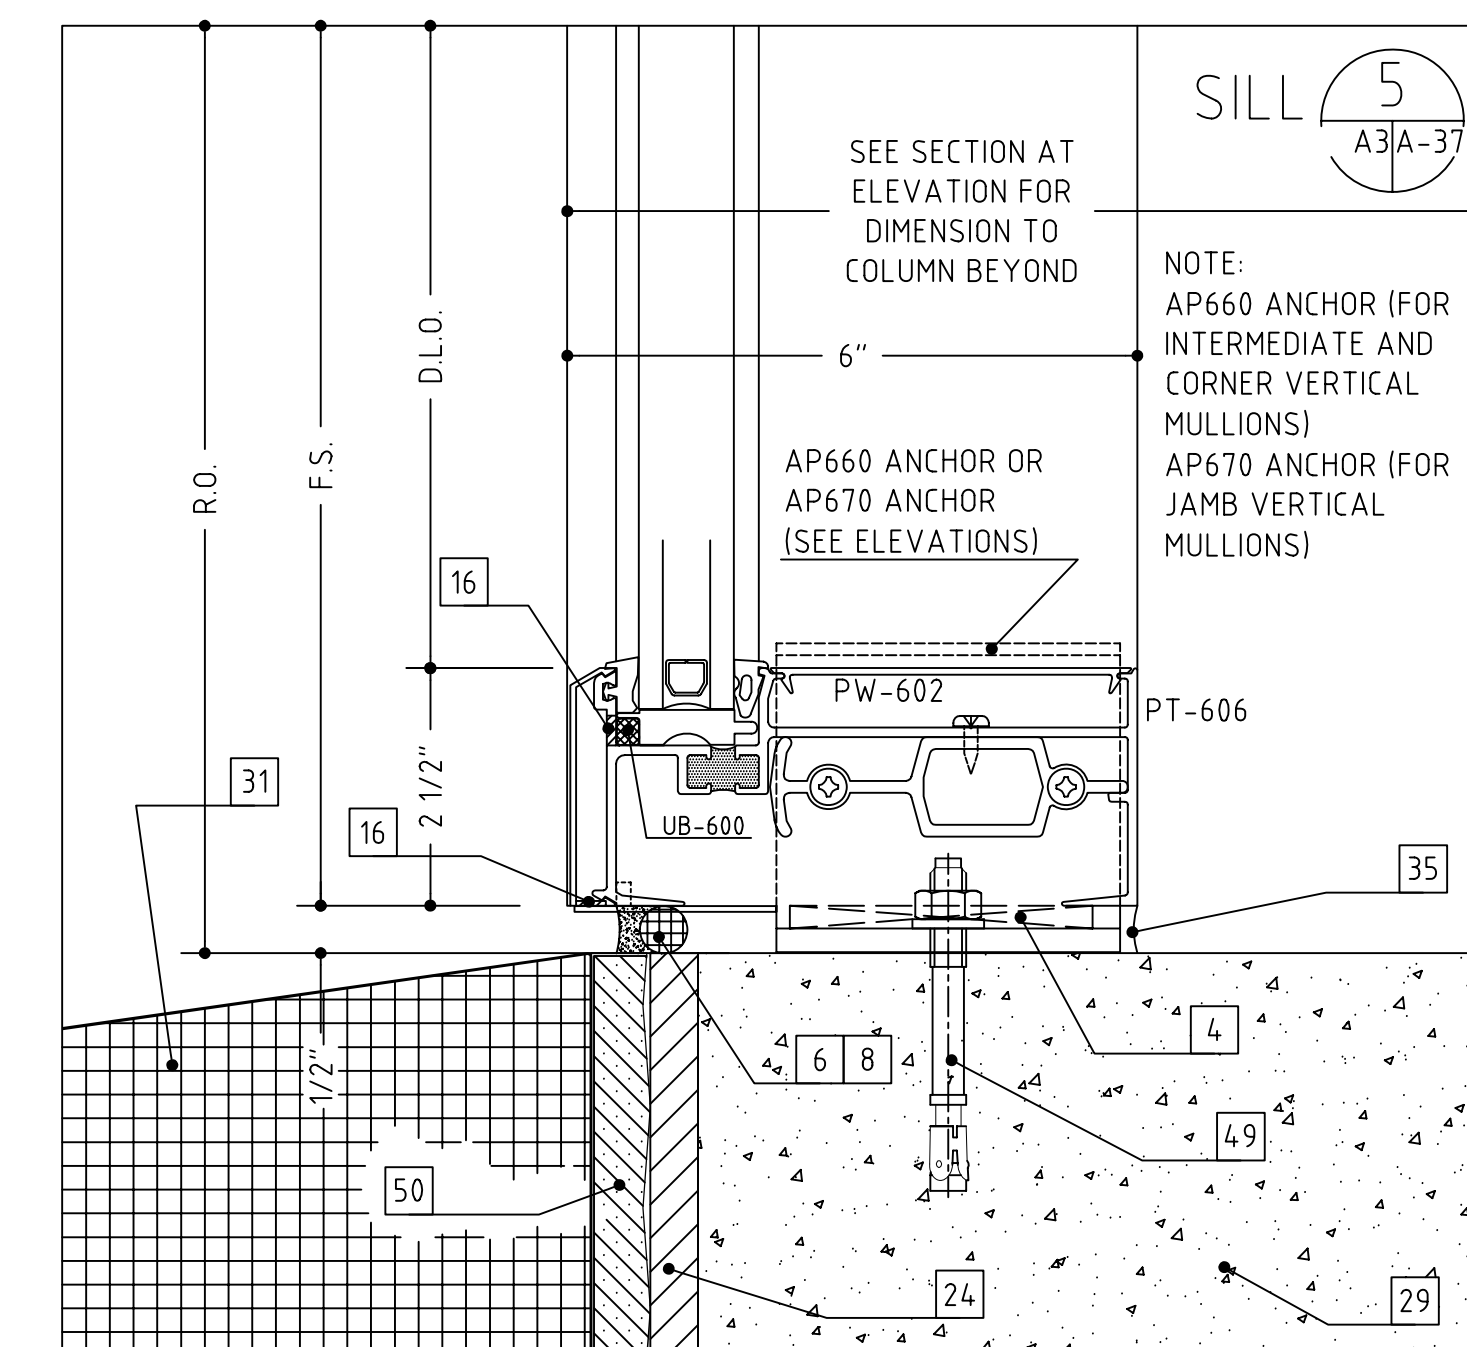 SILL
5
A3 A-37
SEE SECTION AT
ELEVATION FOR
DIMENSION TO
COLUMN BEYOND
NOTE:
AP660 ANCHOR (FOR
INTERMEDIATE AND
CORNER VERTICAL
MULLIONS)
AP670 ANCHOR (FOR
JAMB VERTICAL
MULLIONS)
6"
D.L.O.
F.S.
R.O.
AP660 ANCHOR OR
AP670 ANCHOR
(SEE ELEVATIONS)
16
PW-602
PT-606
31
2 1/2"
16
UB-600
35
4
6 8
1/2"
49
50
24
29